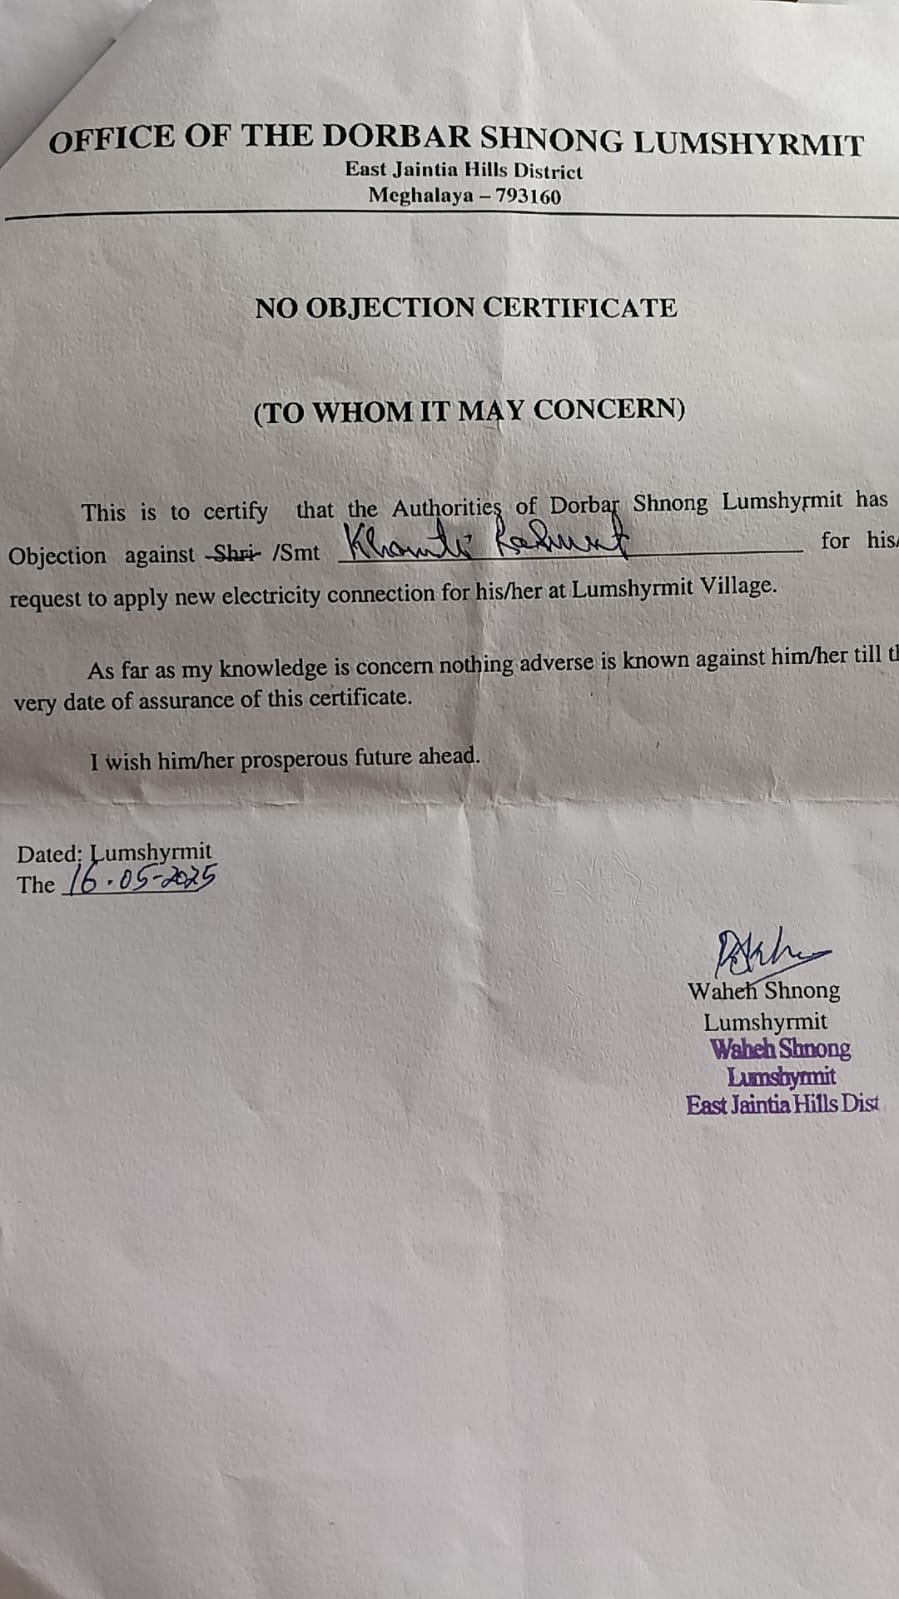 OFFICE OF THE DORBAR SHNONG LUMSHYRMIT
East Jaintia Hills District
Meghalaya – 793160
NO OBJECTION CERTIFICATE
(TO WHOM IT MAY CONCERN)
This is to certify that the Authorities of Dorbar Shnong Lumshyrmit has
Objection against Shri /Smt for his/
request to apply new electricity connection for his/her at Lumshyrmit Village.
As far as my knowledge is concern nothing adverse is known against him/her till
very date of assurance of this certificate.
I wish him/her prosperous future ahead.
Dated: Lumshyrmit
The 16.05-2025
Waheh Shnong
Lumshyrmit
Waheh Shnong
Lumshyrmit
East Jaintia Hills Dist